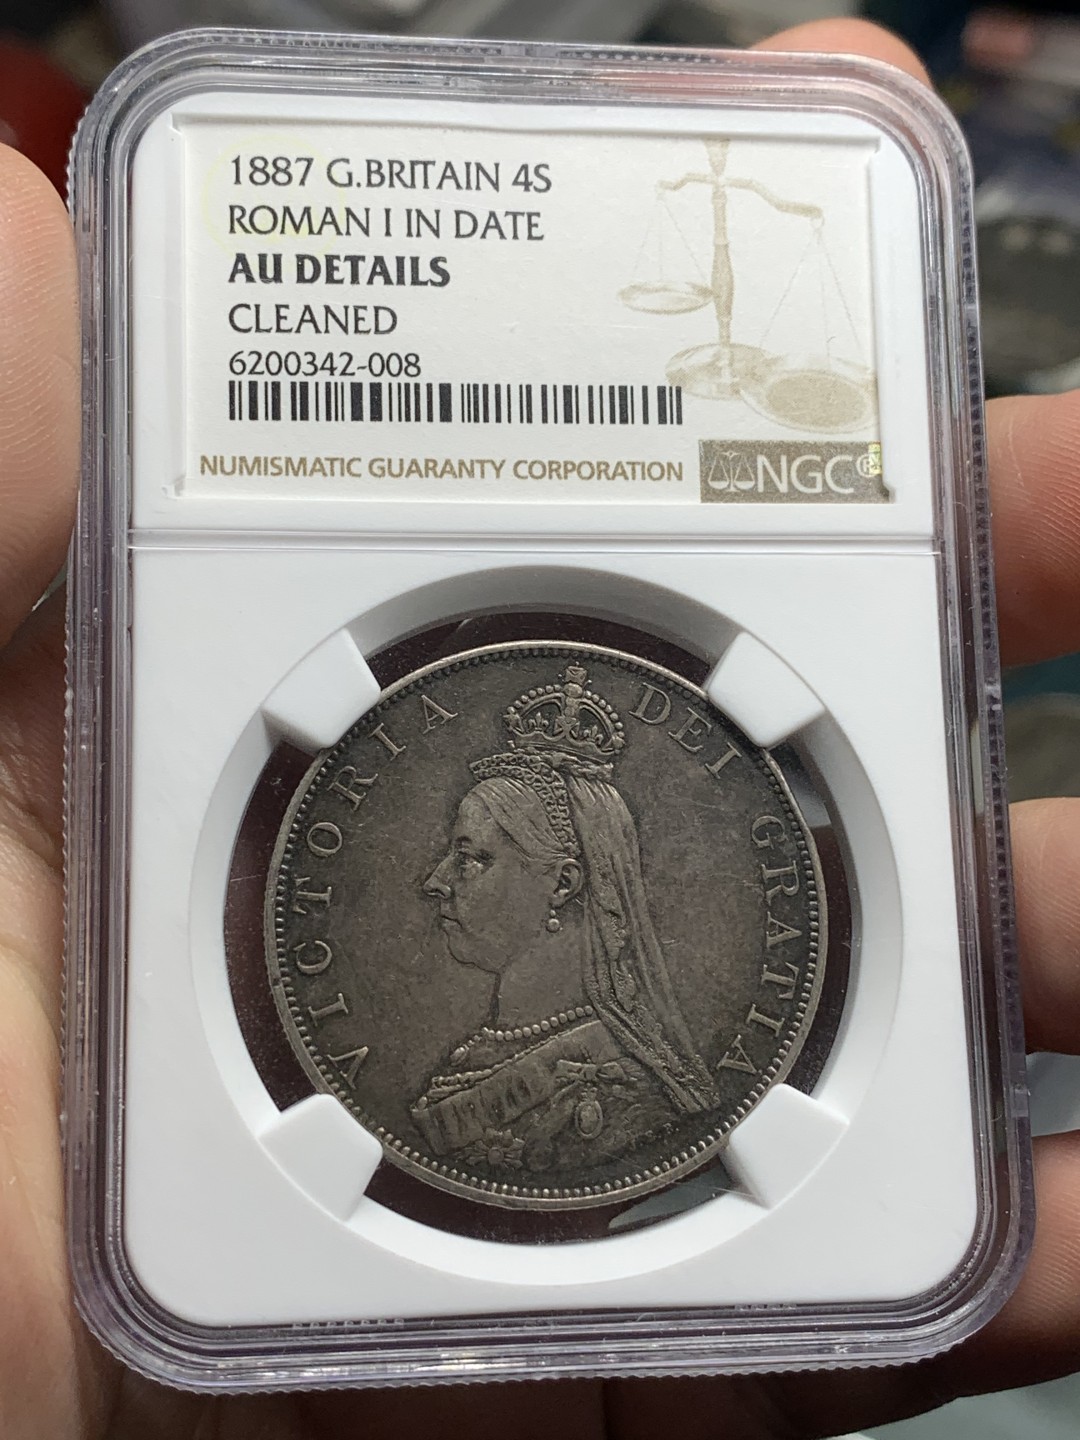 1887 G.BRITAIN 4S
ROMAN I IN DATE
AU DETAILS
CLEANED
6200342-008
NUMISMATIC GUARANTY CORPORATION
NGC®
VICTORIA DEI GRATIA